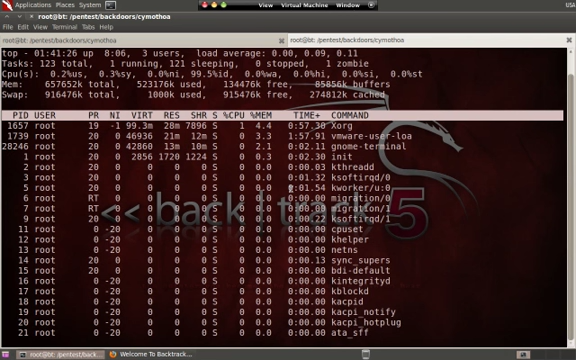 Applications Places System
View Virtual Machine Window
USA
root@bt: /pentest/backdoors/cymothoa
File Edit View Terminal Tabs Help
root@bt: /pentest/backdoors/cymothoa
root@bt: /pentest/backdoors/cymothoa
top - 01:41:26 up 8:06, 3 users, load average: 0.00, 0.09, 0.11
Tasks: 123 total, 1 running, 121 sleeping, 0 stopped, 1 zombie
Cpu(s): 0.2%us, 0.3%sy, 0.0%ni, 99.5%id, 0.0%wa, 0.0%hi, 0.0%si, 0.0%st
Mem: 657652k total, 523176k used, 134476k free, 85856k buffers
Swap: 916476k total, 1000k used, 915476k free, 274812k cached
PID USER PR NI VIRT RES SHR S %CPU %MEM TIME+ COMMAND
1657 root 19 -1 99.3m 28m 7896 S 1 4.4 0:57.30 Xorg
1739 root 20 0 46936 21m 12m S 0 3.3 1:57.91 vmware-user-loa
28246 root 20 0 42860 13m 10m S 0 2.1 0:02.11 gnome-terminal
1 root 20 0 2856 1720 1224 S 0 0.3 0:02.30 init
2 root 20 0 0 0 0 S 0 0.0 0:00.03 kthreadd
3 root 20 0 0 0 0 S 0 0.0 0:01.32 ksoftirqd/0
5 root 20 0 0 0 0 S 0 0.0 0:01.54 kworker/u:0
6 root RT 0 0 0 0 S 0 0.0 0:00.00 migration/0
7 root RT 0 0 0 0 S 0 0.0 0:00.00 migration/1
9 root 20 0 0 0 0 S 0 0.0 ksoftirqd/1
11 root 0 -20 0 0 0 S 0 0.0 0:00.00 cpuset
12 root 0 -20 0 0 0 S 0 0.0 0:00.00 khelper
13 root 0 -20 0 0 0 S 0 0.0 0:00.00 netns
14 root 20 0 0 0 0 S 0 0.0 0:00.13 sync_supers
15 root 20 0 0 0 0 S 0 0.0 0:00.00 bdi-default
16 root 0 -20 0 0 0 S 0 0.0 0:00.00 kintegrityd
17 root 0 -20 0 0 0 S 0 0.0 0:00.00 kblockd
18 root 0 -20 0 0 0 S 0 0.0 0:00.00 kacpid
19 root 0 -20 0 0 0 S 0 0.0 0:00.00 kacpi_notify
20 root 0 -20 0 0 0 S 0 0.0 0:00.00 kacpi_hotplug
21 root 0 -20 0 0 0 S 0 0.0 0:00.00 ata_sff
<< back | track 5
root@bt: /pentest/bac...
Welcome To Backtrack...